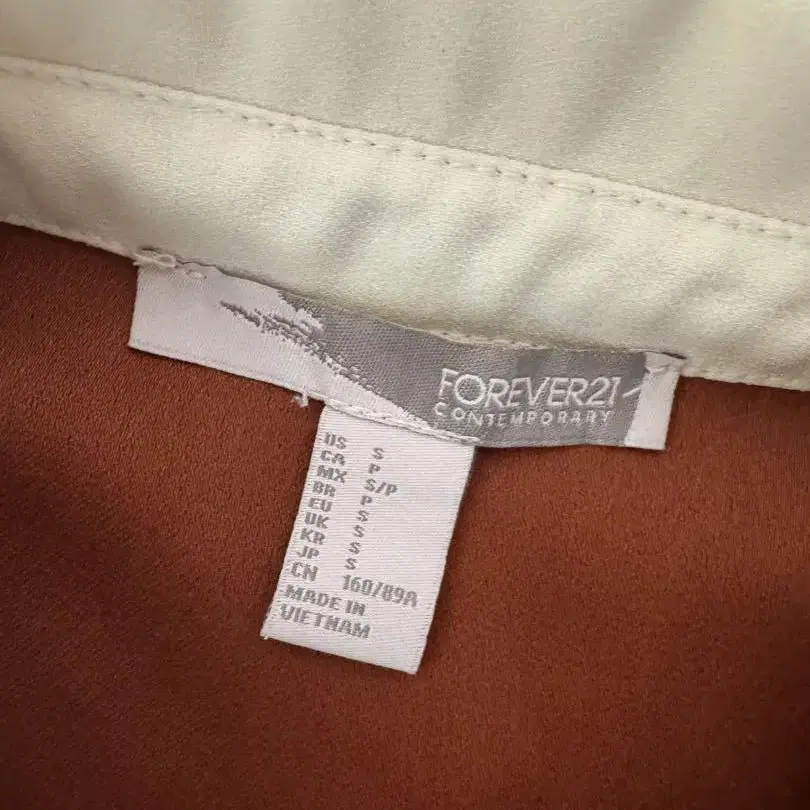 FOREVER21
CONTEMPORARY
US S
CA P
MX S/P
BR P
EU S
UK S
KR S
JP S
CN 160/89A
MADE IN
VIETNAM